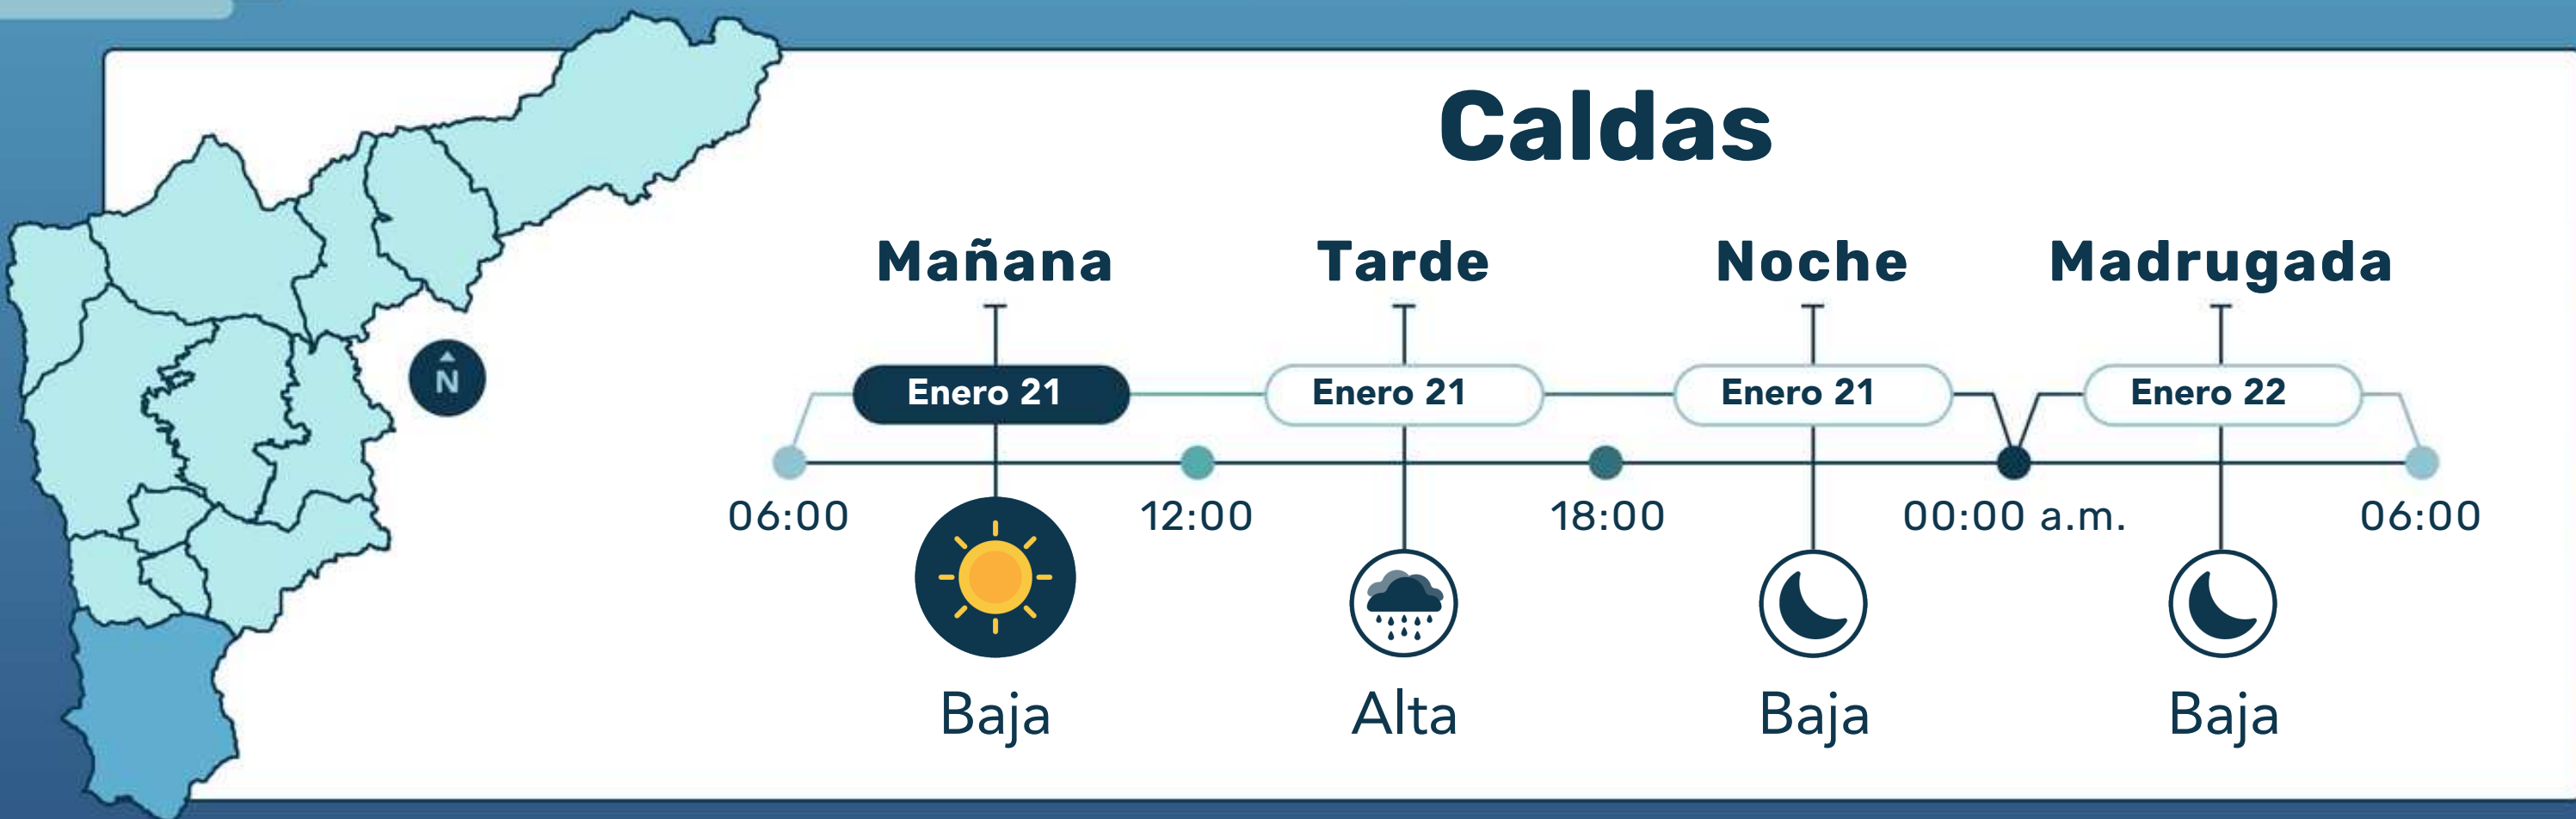 Caldas
Mañana Tarde Noche Madrugada
Enero 21 Enero 21 Enero 21 Enero 22
N
06:00 12:00 18:00 00:00 a.m. 06:00
Baja Alta Baja Baja